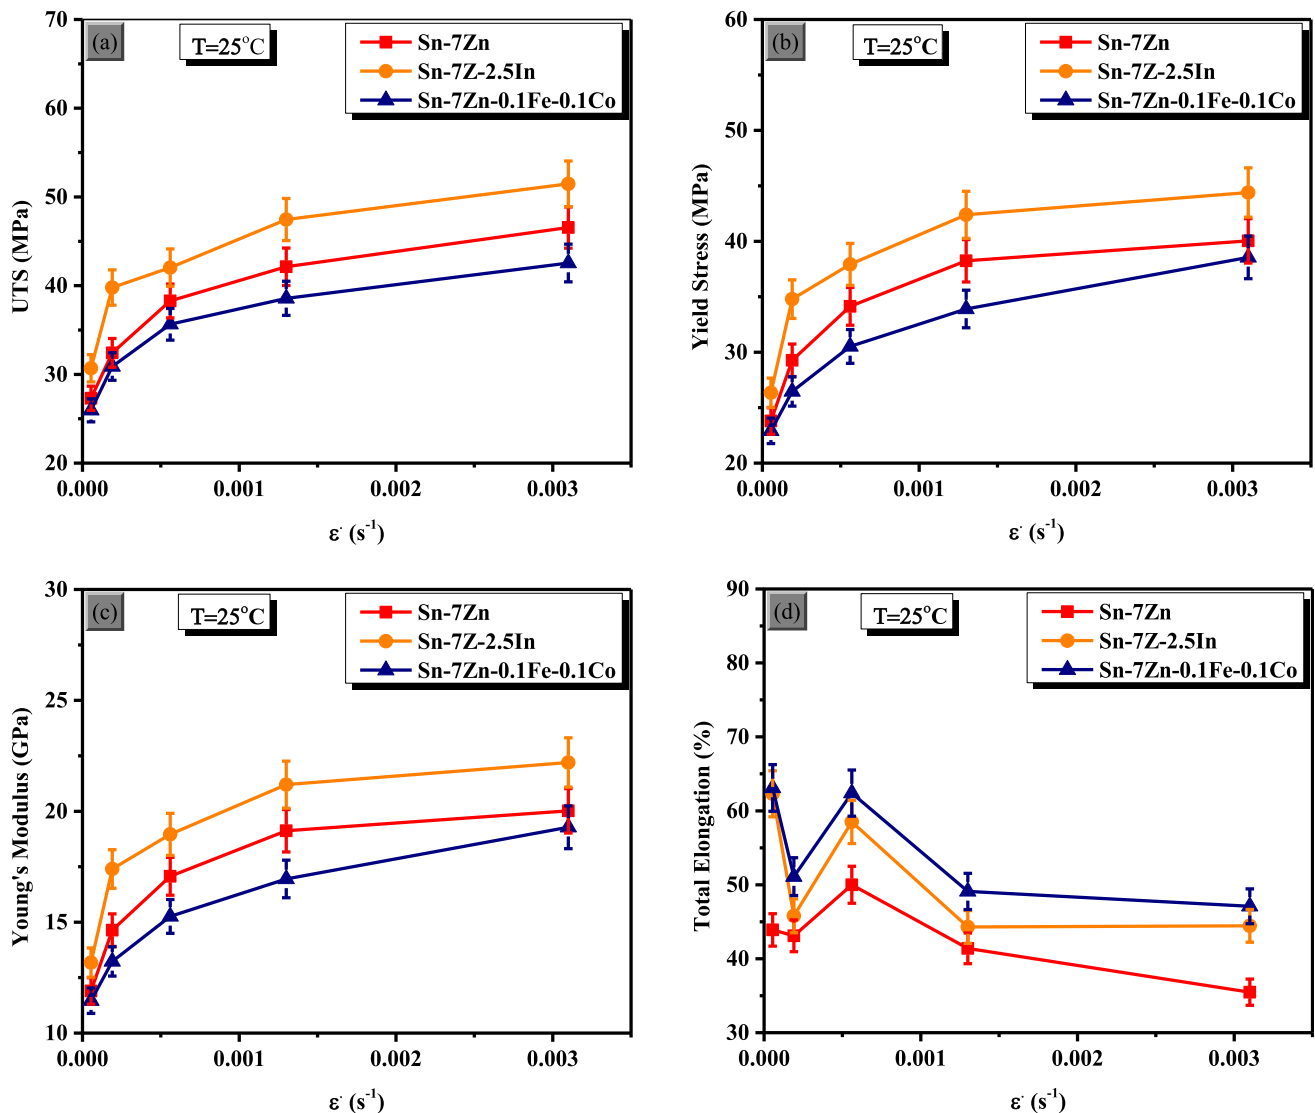 (a)
T=25°C
Sn-7Zn
Sn-7Z-2.5In
Sn-7Zn-0.1Fe-0.1Co
UTS (MPa)
70
60
50
40
30
20
0.000
0.001
0.002
0.003
ε˙ (s⁻¹)
(b)
T=25°C
Sn-7Zn
Sn-7Z-2.5In
Sn-7Zn-0.1Fe-0.1Co
Yield Stress (MPa)
60
50
40
30
20
0.000
0.001
0.002
0.003
ε˙ (s⁻¹)
(c)
T=25°C
Sn-7Zn
Sn-7Z-2.5In
Sn-7Zn-0.1Fe-0.1Co
Young's Modulus (GPa)
30
25
20
15
10
0.000
0.001
0.002
0.003
ε˙ (s⁻¹)
(d)
T=25°C
Sn-7Zn
Sn-7Z-2.5In
Sn-7Zn-0.1Fe-0.1Co
Total Elongation (%)
90
80
70
60
50
40
30
0.000
0.001
0.002
0.003
ε˙ (s⁻¹)